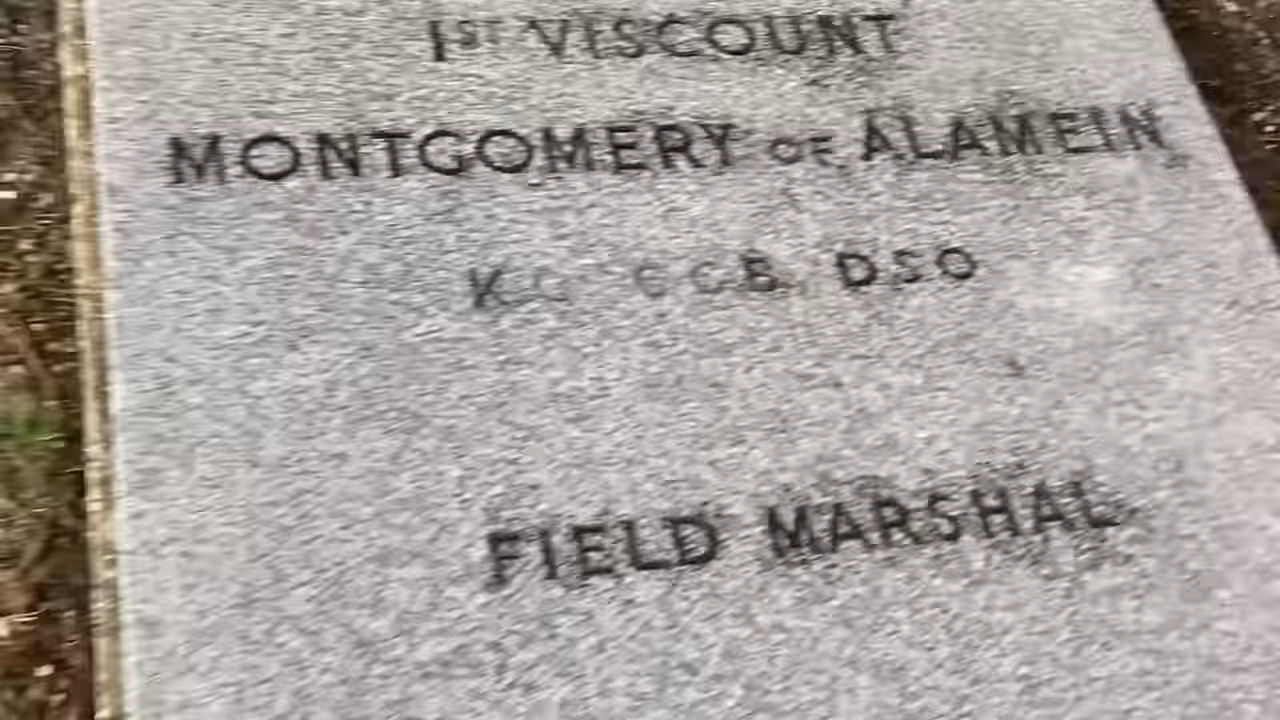 1ST VISCOUNT
MONTGOMERY OF ALAMEIN
K.G. G.C.B. D.S.O
FIELD MARSHAL